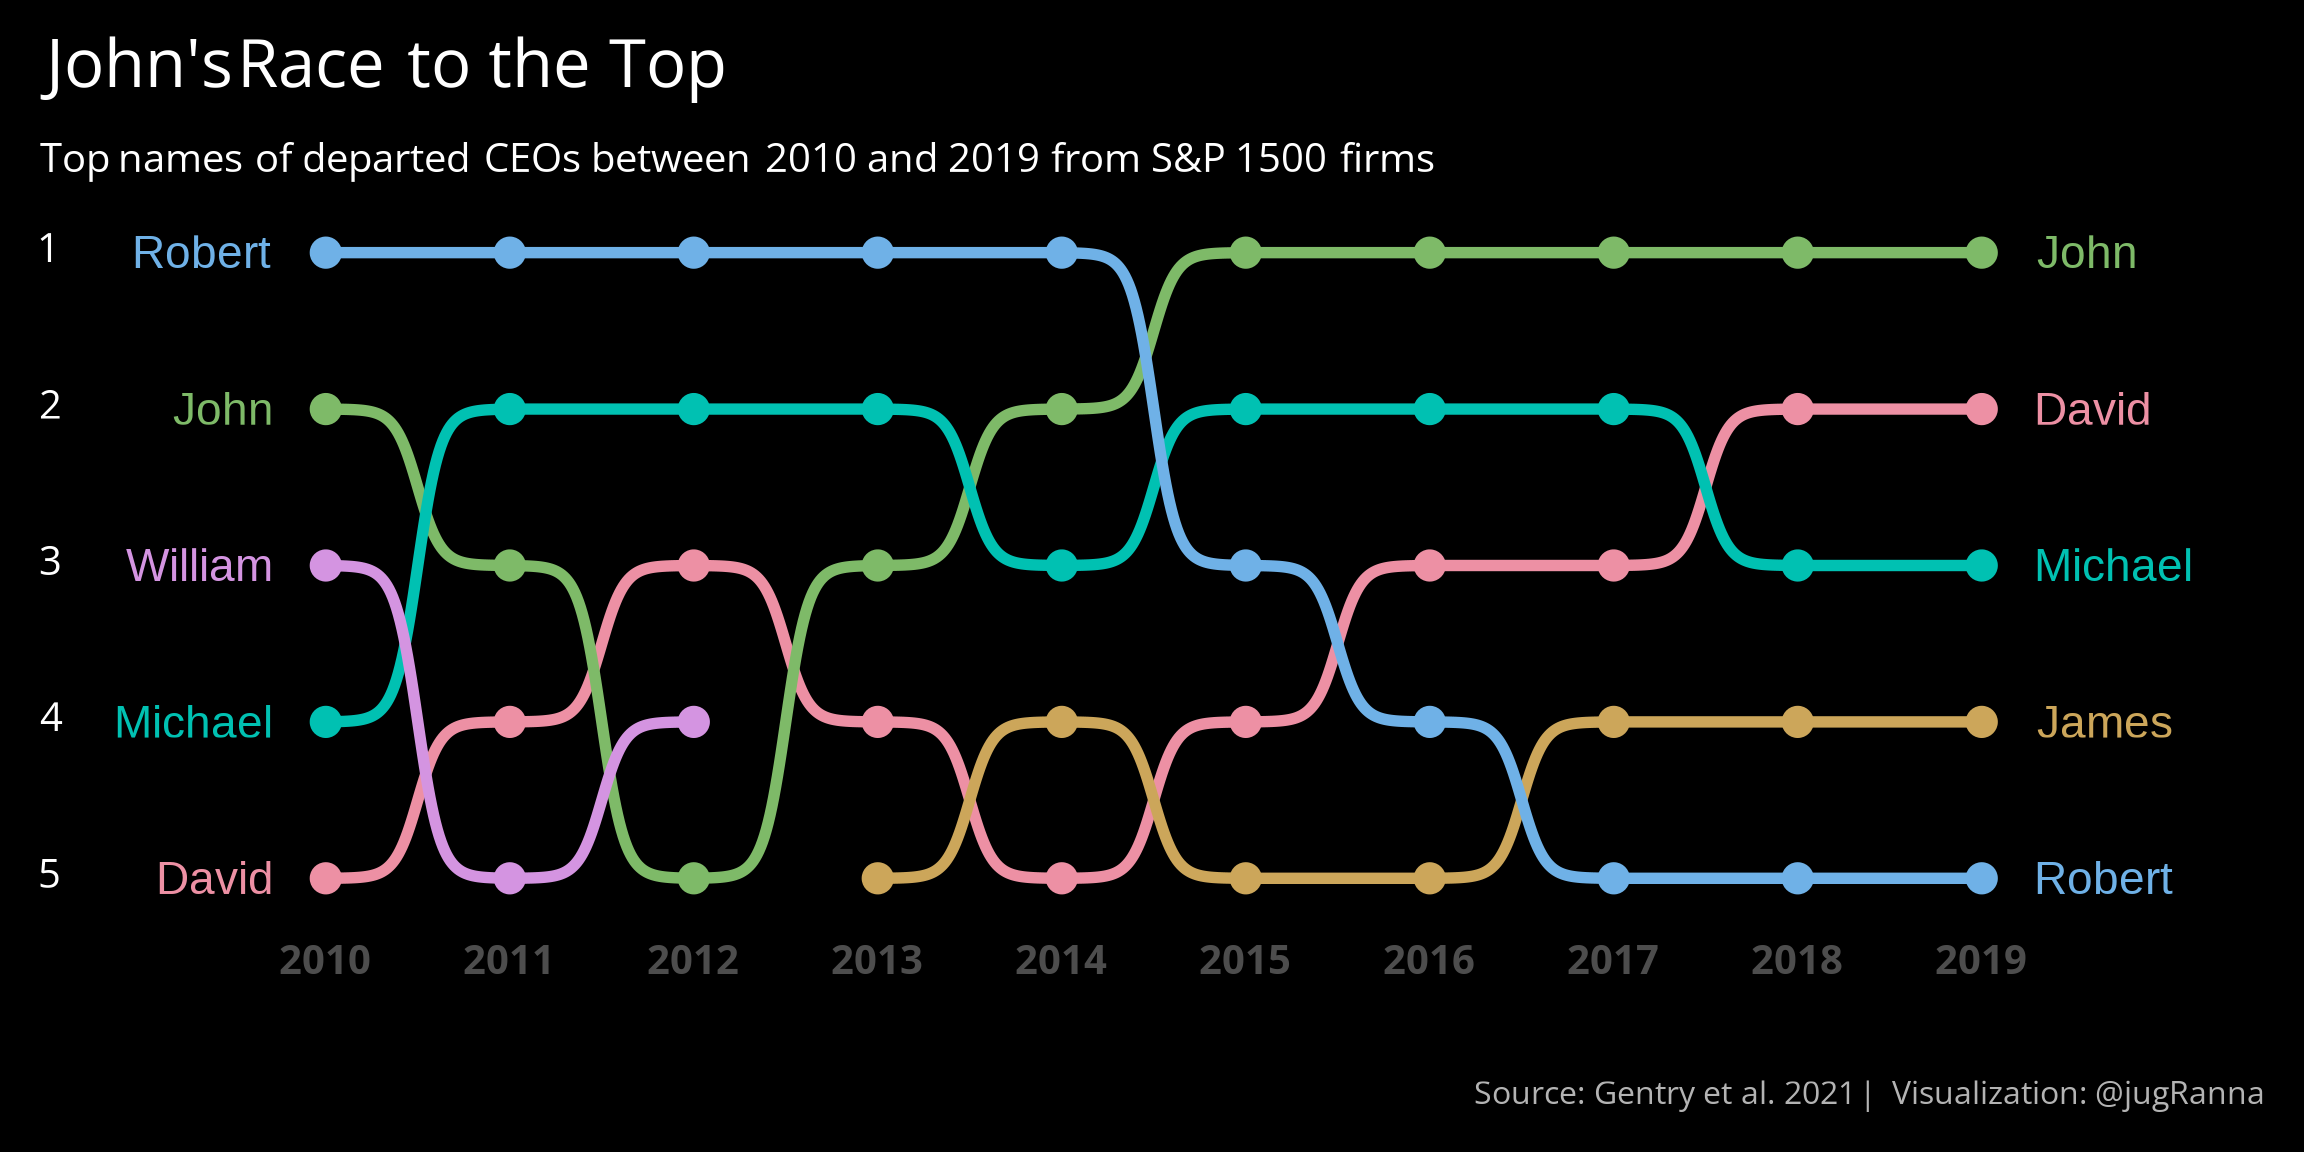 John's Race to the Top
Top names of departed CEOs between 2010 and 2019 from S&P 1500 firms
1 Robert John
2 John David
3 William Michael
4 Michael James
5 David Robert
2010 2011 2012 2013 2014 2015 2016 2017 2018 2019
Source: Gentry et al. 2021 | Visualization: @jugRanna